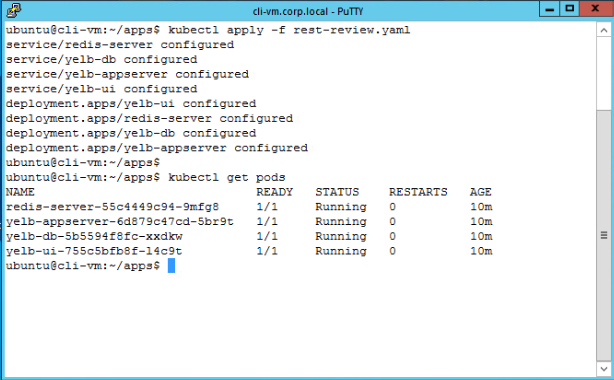 cli-vm.corp.local - PuTTY
ubuntu@cli-vm:~/apps$ kubectl apply -f rest-review.yaml
service/redis-server configured
service/yelb-db configured
service/yelb-appserver configured
service/yelb-ui configured
deployment.apps/yelb-ui configured
deployment.apps/redis-server configured
deployment.apps/yelb-db configured
deployment.apps/yelb-appserver configured
ubuntu@cli-vm:~/apps$
ubuntu@cli-vm:~/apps$ kubectl get pods
NAME READY STATUS RESTARTS AGE
redis-server-55c4449c94-9mfg8 1/1 Running 0 10m
yelb-appserver-6d879c47cd-5br9t 1/1 Running 0 10m
yelb-db-5b5594f8fc-xxdkw 1/1 Running 0 10m
yelb-ui-755c5bfb8f-l4c9t 1/1 Running 0 10m
ubuntu@cli-vm:~/apps$